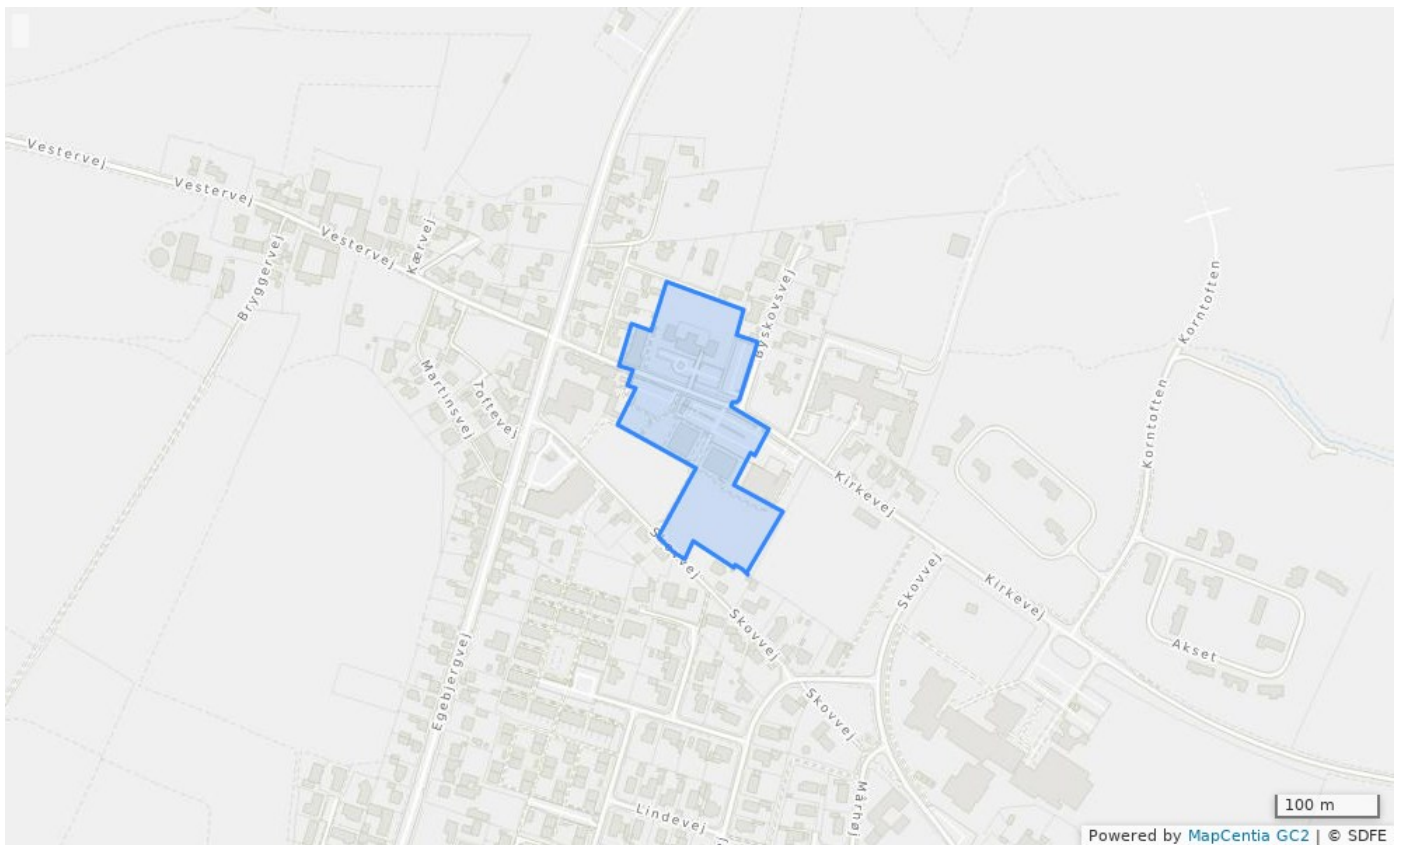 Vestervej
Vestervej
Vestervej
Kærvej
Bryggervej
Byskovsvej
Korntoften
Martinsvej
Toftevej
Korntoften
Kirkevej
Skovvej
Skovvej
Kirkevej
Skovvej
Akset
Egebjergvej
Skovvej
Lindevej
Mårhøj
100 m
Powered by MapCentia GC2 | © SDFE